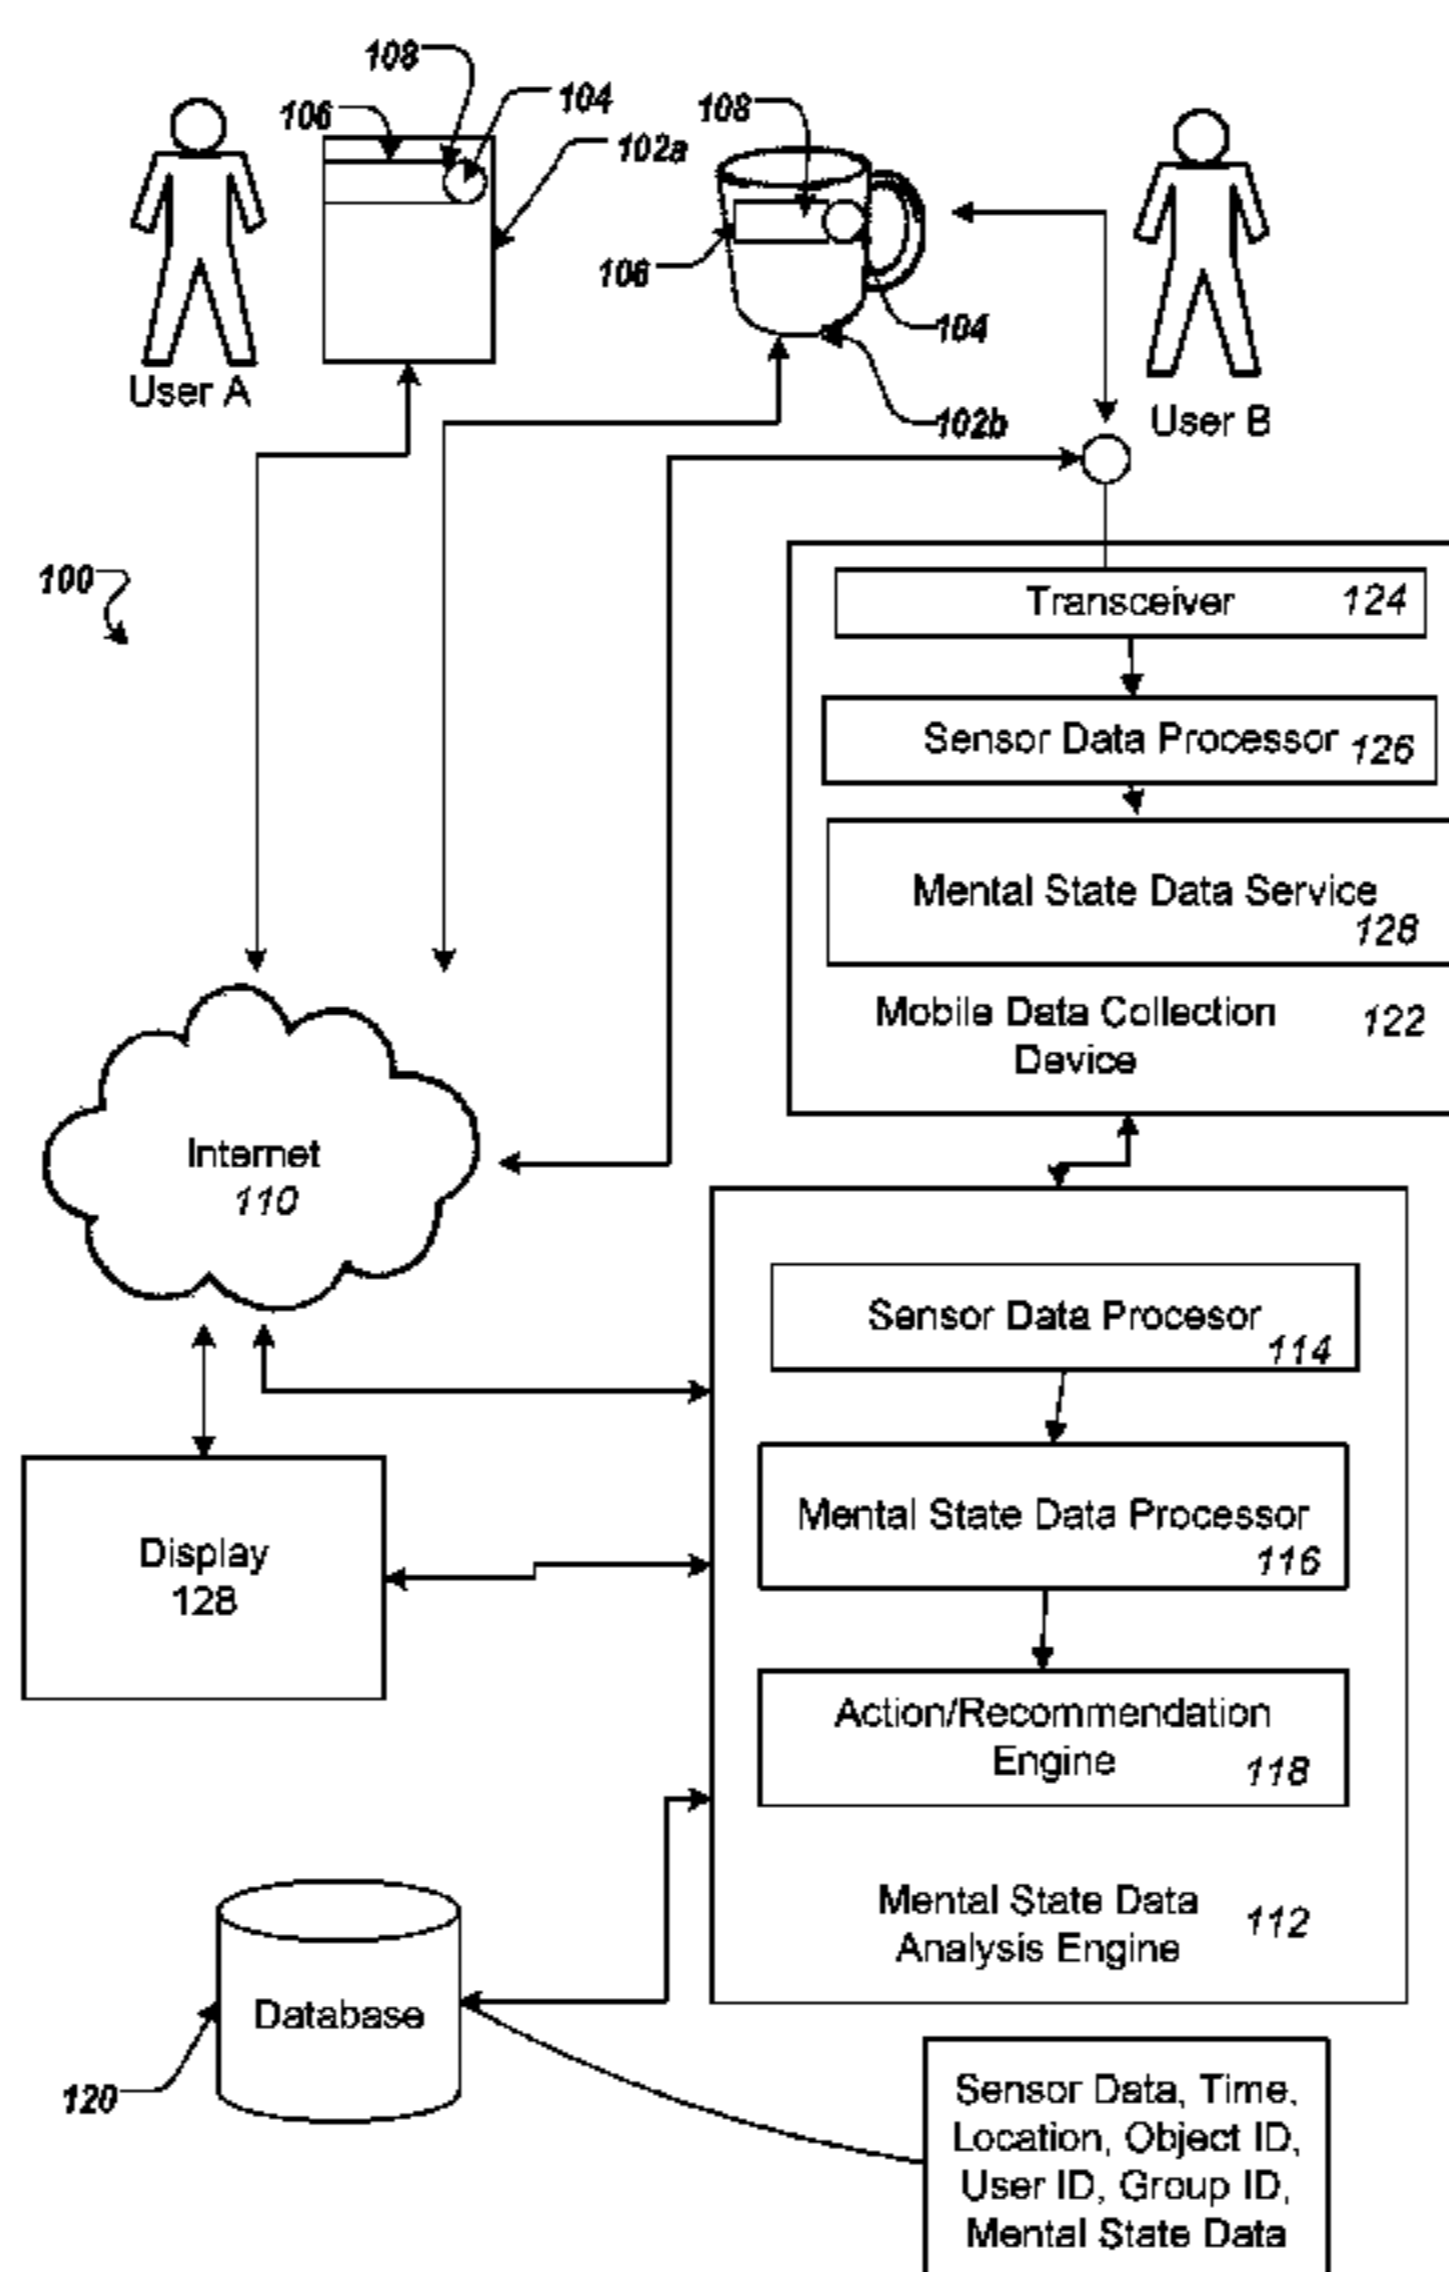 108
104
106
102a
108
106
104
102b
User A
User B
100
Transceiver 124
Sensor Data Processor 126
Mental State Data Service
128
Mobile Data Collection
Device
122
Internet
110
Sensor Data Procesor
114
Mental State Data Processor
116
Display
128
Action/Recommendation
Engine 118
Mental State Data
Analysis Engine
112
Database
120
Sensor Data, Time,
Location, Object ID,
User ID, Group ID,
Mental State Data